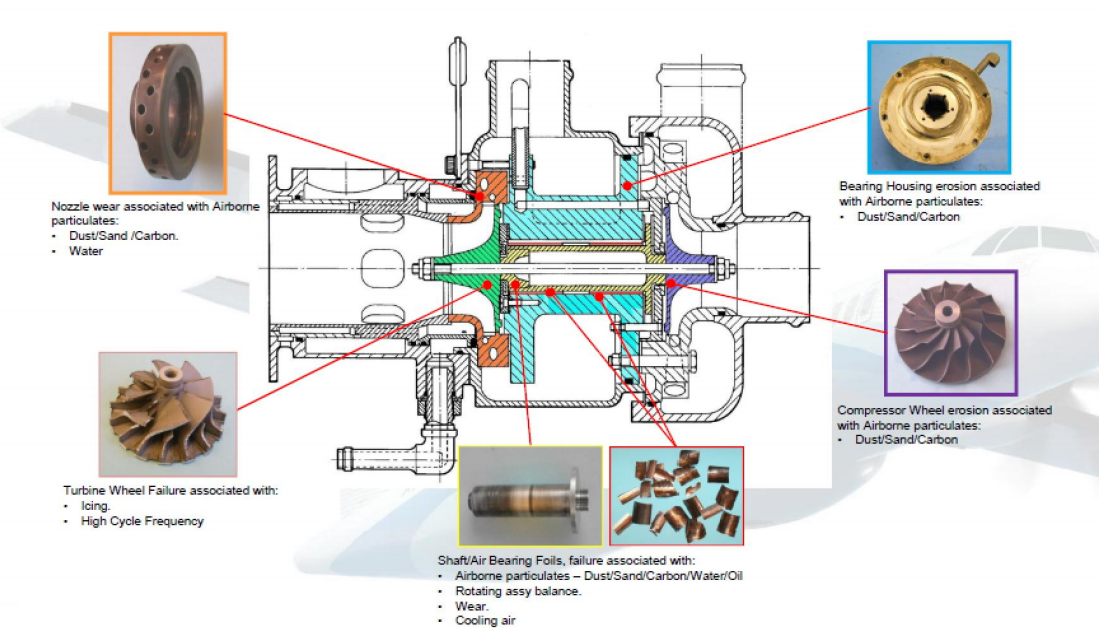 Nozzle wear associated with Airborne
particulates:
• Dust/Sand /Carbon.
• Water
Bearing Housing erosion associated
with Airborne particulates:
• Dust/Sand/Carbon
Turbine Wheel Failure associated with:
• Icing.
• High Cycle Frequency
Compressor Wheel erosion associated
with Airborne particulates:
• Dust/Sand/Carbon
Shaft/Air Bearing Foils, failure associated with:
• Airborne particulates – Dust/Sand/Carbon/Water/Oil
• Rotating assy balance.
• Wear.
• Cooling air